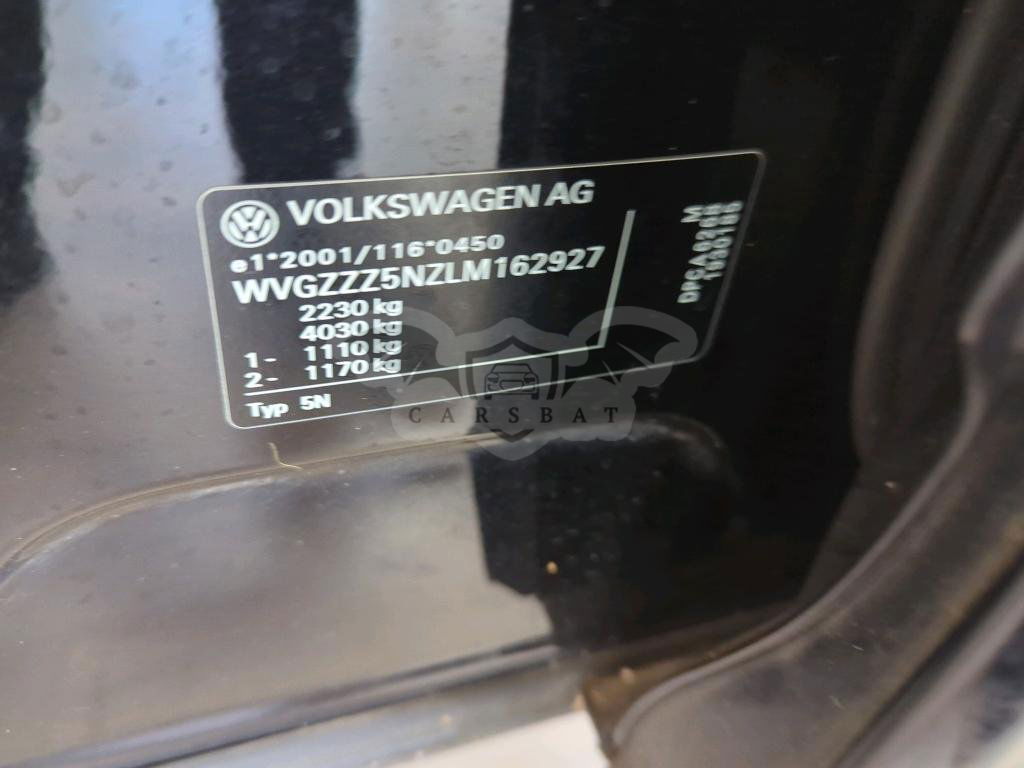 VOLKSWAGEN AG
e1*2001/116*0450
WVGZZZ5NZLM162927
2230 kg
4030 kg
1- 1110 kg
2- 1170 kg
Typ 5N
M
CARSBAT